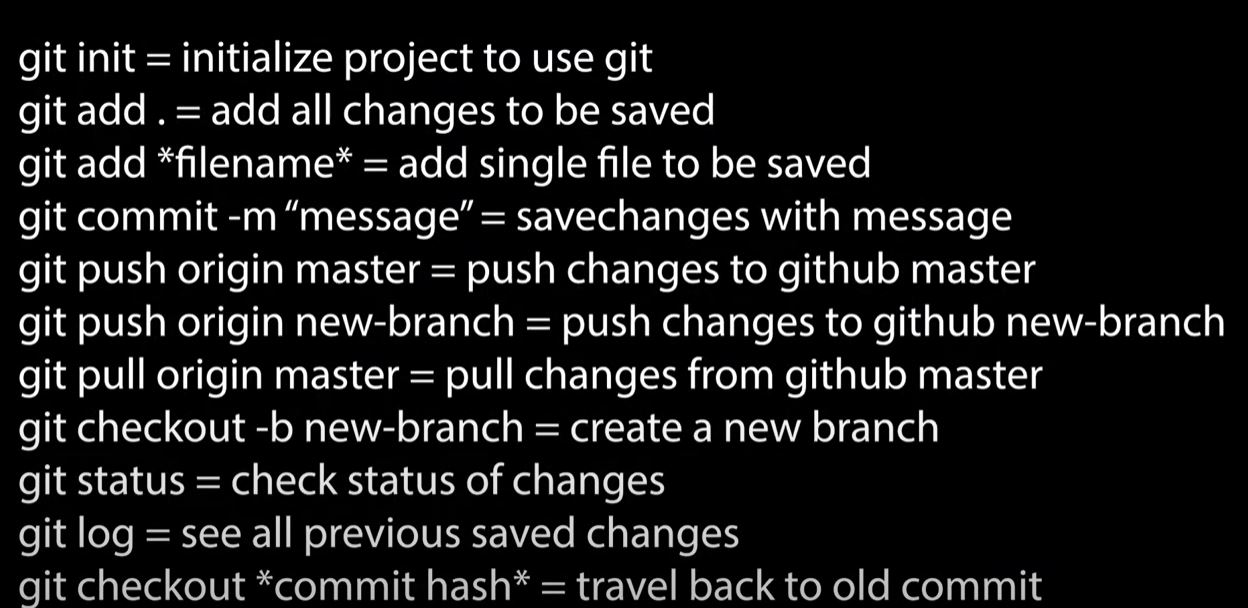 git init = initialize project to use git
git add . = add all changes to be saved
git add *filename* = add single file to be saved
git commit -m “message” = savechanges with message
git push origin master = push changes to github master
git push origin new-branch = push changes to github new-branch
git pull origin master = pull changes from github master
git checkout -b new-branch = create a new branch
git status = check status of changes
git log = see all previous saved changes
git checkout *commit hash* = travel back to old commit